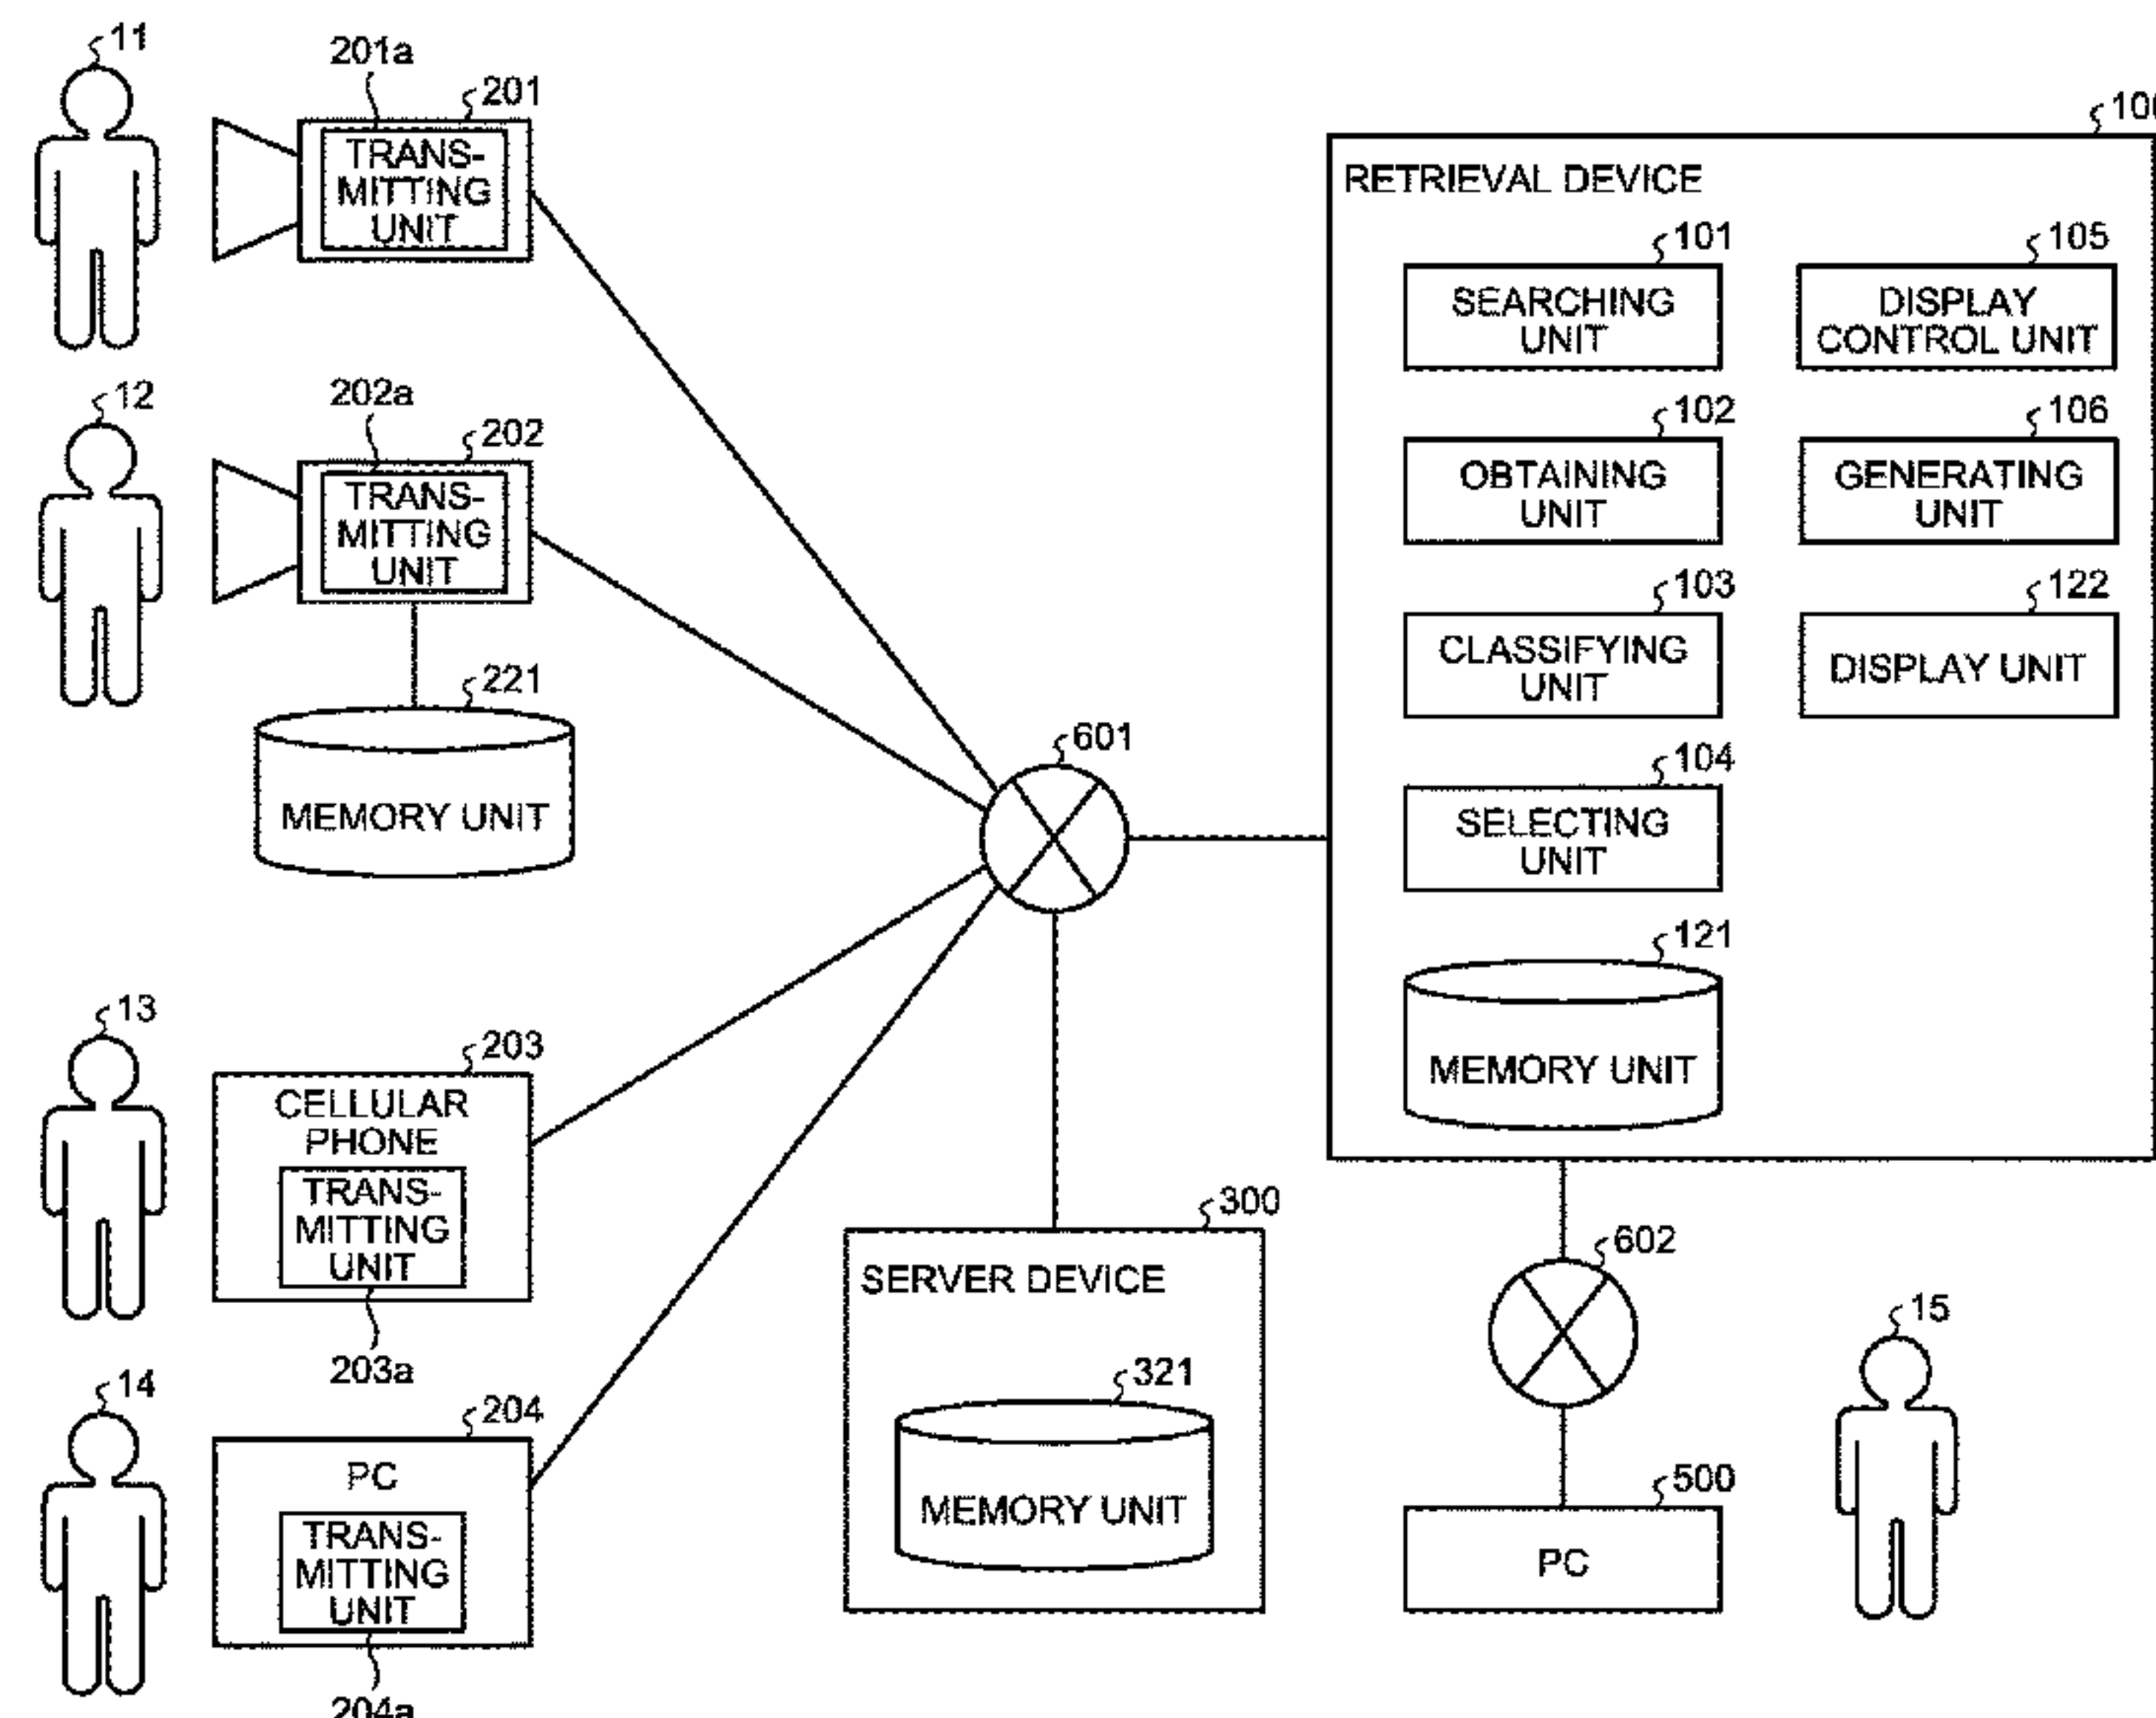 11
201a
201
TRANS-
MITTING
UNIT
12
202a
202
TRANS-
MITTING
UNIT
221
MEMORY UNIT
13
203
CELLULAR
PHONE
TRANS-
MITTING
UNIT
203a
14
204
PC
TRANS-
MITTING
UNIT
204a
601
300
SERVER DEVICE
321
MEMORY UNIT
RETRIEVAL DEVICE
101
SEARCHING
UNIT
105
DISPLAY
CONTROL UNIT
102
OBTAINING
UNIT
106
GENERATING
UNIT
103
CLASSIFYING
UNIT
122
DISPLAY UNIT
104
SELECTING
UNIT
121
MEMORY UNIT
602
15
500
PC